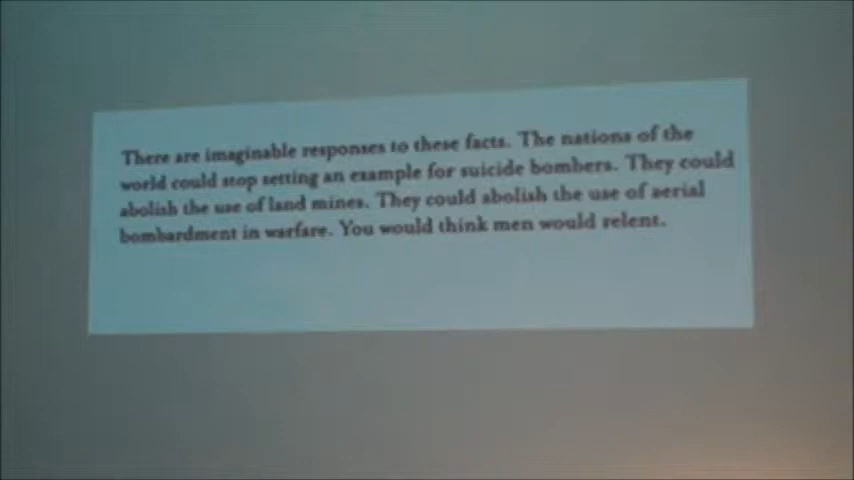 There are imaginable responses to these facts. The nations of the
world could stop setting an example for suicide bombers. They could
abolish the use of land mines. They could abolish the use of aerial
bombardment in warfare. You would think men would relent.